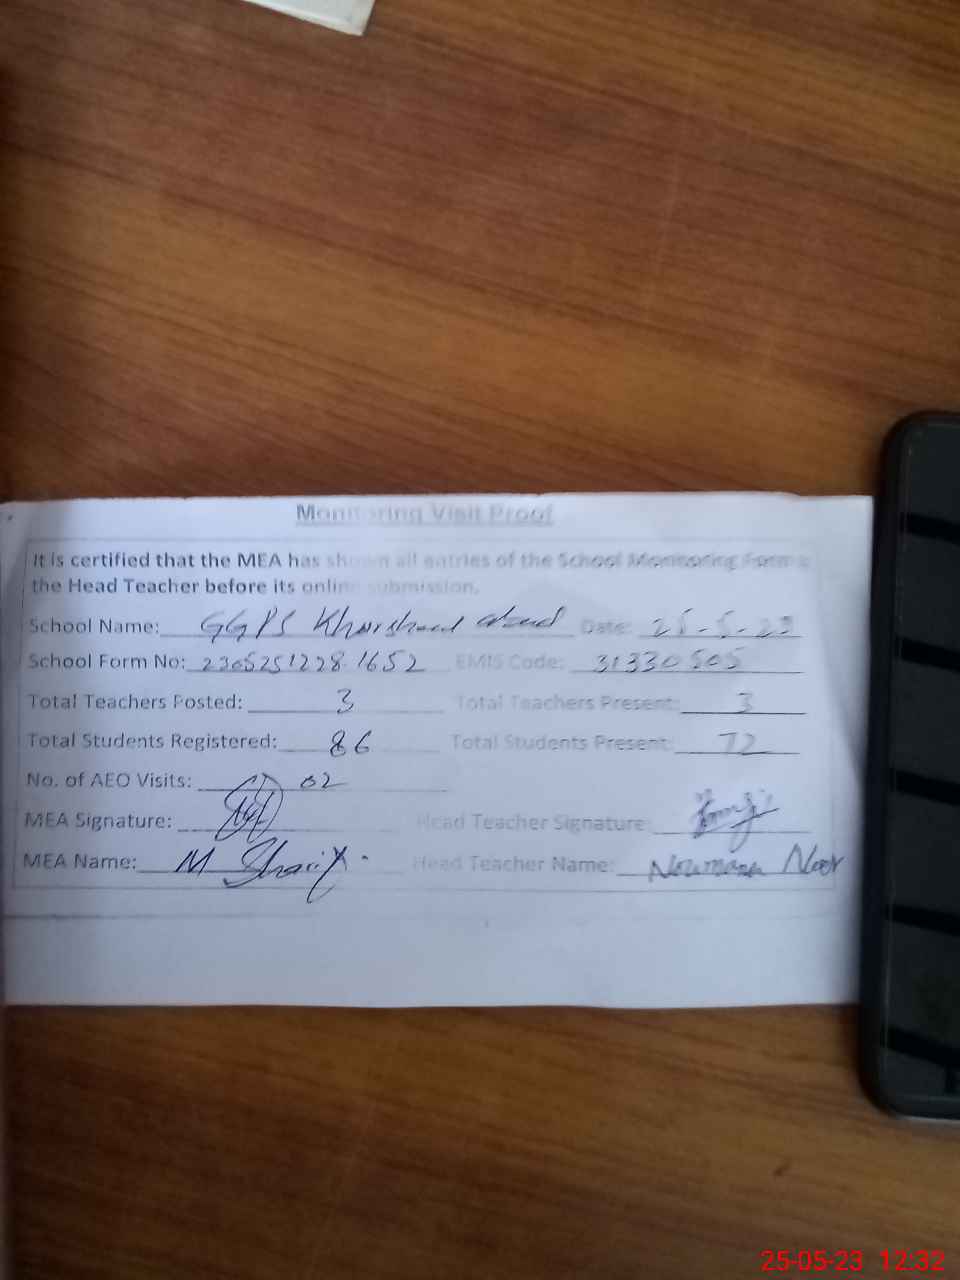 Monitoring Visit Proof
It is certified that the MEA has shown all entries of the School Monitoring Form
the Head Teacher before its online submission.
School Name: GGPS Khursheed abad Date: 25-5-23
School Form No: 2305251228-1652 EMIS Code: 31330505
Total Teachers Posted: 3 Total Teachers Present: 3
Total Students Registered: 86 Total Students Present: 72
No. of AEO Visits: 02
MEA Signature: Head Teacher Signature:
MEA Name: M Sharif. Head Teacher Name: Noor
25-05-23 12:32